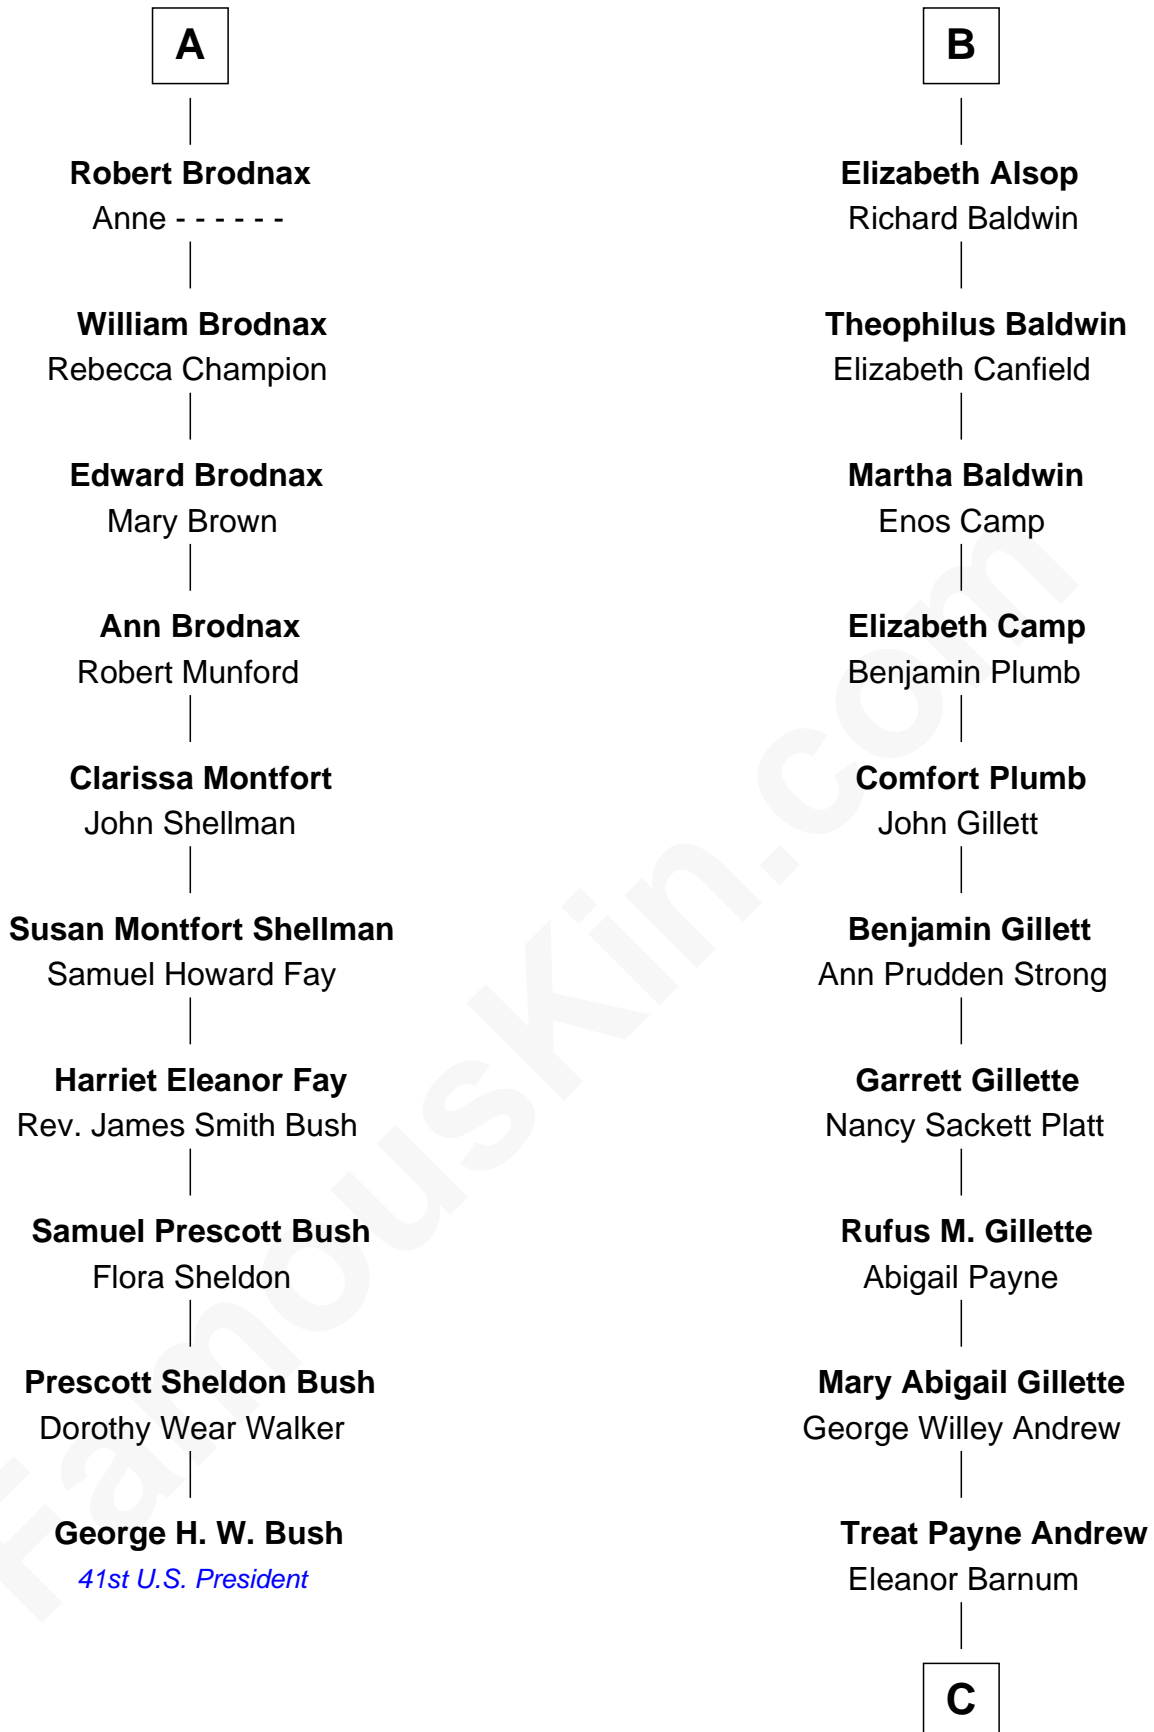 A
Robert Brodnax
Anne - - - - - -
William Brodnax
Rebecca Champion
Edward Brodnax
Mary Brown
Ann Brodnax
Robert Munford
Clarissa Montfort
John Shellman
Susan Montfort Shellman
Samuel Howard Fay
Harriet Eleanor Fay
Rev. James Smith Bush
Samuel Prescott Bush
Flora Sheldon
Prescott Sheldon Bush
Dorothy Wear Walker
George H. W. Bush
41st U.S. President
B
Elizabeth Alsop
Richard Baldwin
Theophilus Baldwin
Elizabeth Canfield
Martha Baldwin
Enos Camp
Elizabeth Camp
Benjamin Plumb
Comfort Plumb
John Gillett
Benjamin Gillett
Ann Prudden Strong
Garrett Gillette
Nancy Sackett Platt
Rufus M. Gillette
Abigail Payne
Mary Abigail Gillette
George Willey Andrew
Treat Payne Andrew
Eleanor Barnum
C
FamousKin.com